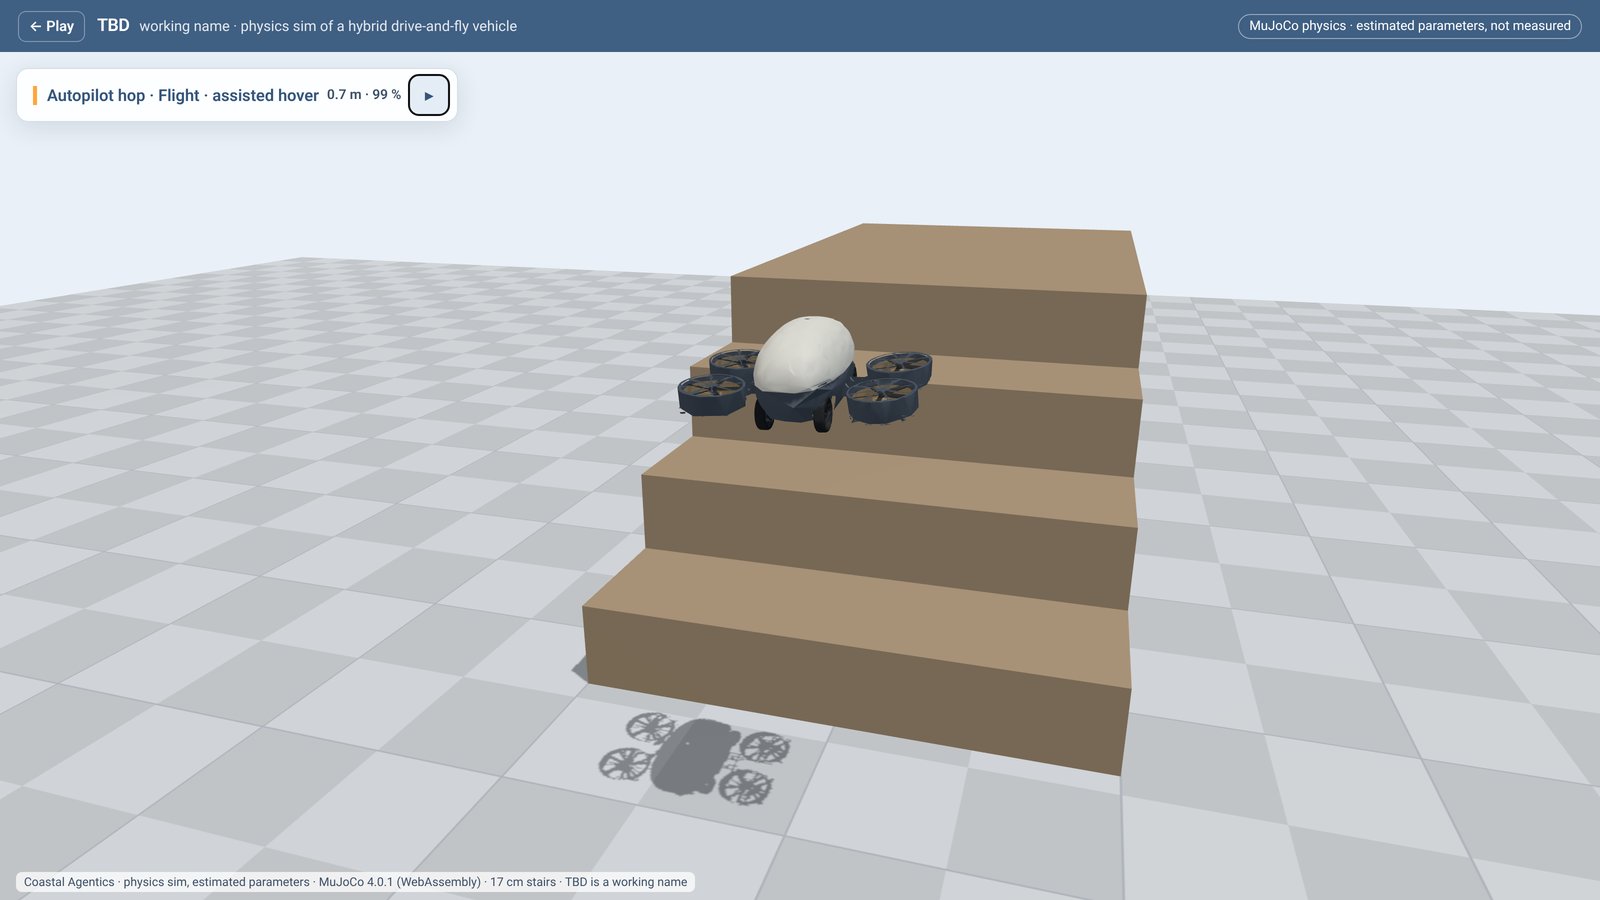 ← Play TBD working name · physics sim of a hybrid drive-and-fly vehicle MuJoCo physics · estimated parameters, not measured
Autopilot hop · Flight · assisted hover 0.7 m · 99 % ▶
Coastal Agentics · physics sim, estimated parameters · MuJoCo 4.0.1 (WebAssembly) · 17 cm stairs · TBD is a working name